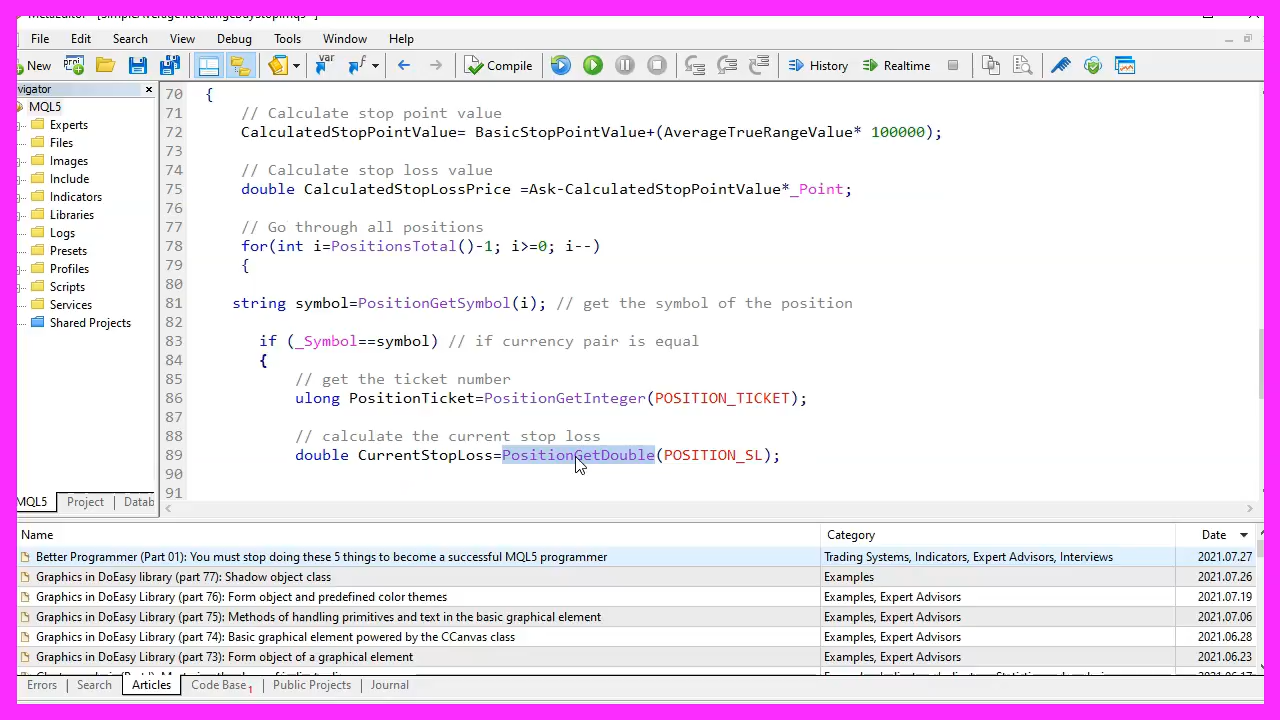 MetaEditor - [SimpleAverageTrueRangeBuyStop.mq5 *]
File Edit Search View Debug Tools Window Help
New Compile History Realtime
vigator
MQL5
Experts
Files
Images
Include
Indicators
Libraries
Logs
Presets
Profiles
Scripts
Services
Shared Projects
MQL5 Project Datab
70 {
71 // Calculate stop point value
72 CalculatedStopPointValue= BasicStopPointValue+(AverageTrueRangeValue* 100000);
73
74 // Calculate stop loss value
75 double CalculatedStopLossPrice =Ask-CalculatedStopPointValue*_Point;
76
77 // Go through all positions
78 for(int i=PositionsTotal()-1; i>=0; i--)
79 {
80
81 string symbol=PositionGetSymbol(i); // get the symbol of the position
82
83 if (_Symbol==symbol) // if currency pair is equal
84 {
85 // get the ticket number
86 ulong PositionTicket=PositionGetInteger(POSITION_TICKET);
87
88 // calculate the current stop loss
89 double CurrentStopLoss=PositionGetDouble(POSITION_SL);
90
91
Name Category Date
Better Programmer (Part 01): You must stop doing these 5 things to become a successful MQL5 programmer Trading Systems, Indicators, Expert Advisors, Interviews 2021.07.27
Graphics in DoEasy library (part 77): Shadow object class Examples 2021.07.26
Graphics in DoEasy Library (part 76): Form object and predefined color themes Examples, Expert Advisors 2021.07.19
Graphics in DoEasy Library (part 75): Methods of handling primitives and text in the basic graphical element Examples, Expert Advisors 2021.07.06
Graphics in DoEasy Library (part 74): Basic graphical element powered by the CCanvas class Examples, Expert Advisors 2021.06.28
Graphics in DoEasy Library (part 73): Form object of a graphical element Examples, Expert Advisors 2021.06.23
Errors Search Articles Code Base 1 Public Projects Journal